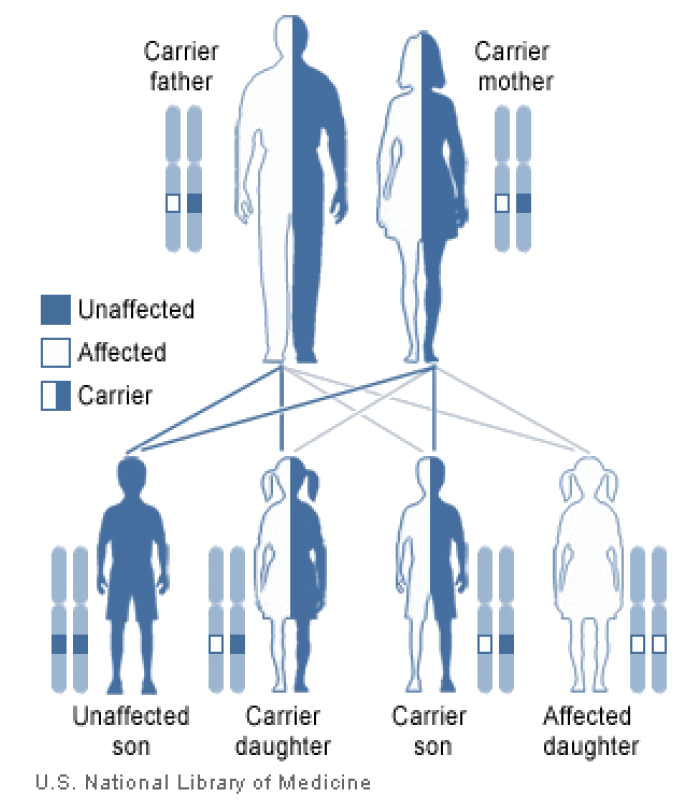 Carrier
father
Carrier
mother
Unaffected
Affected
Carrier
Unaffected
son
Carrier
daughter
Carrier
son
Affected
daughter
U.S. National Library of Medicine